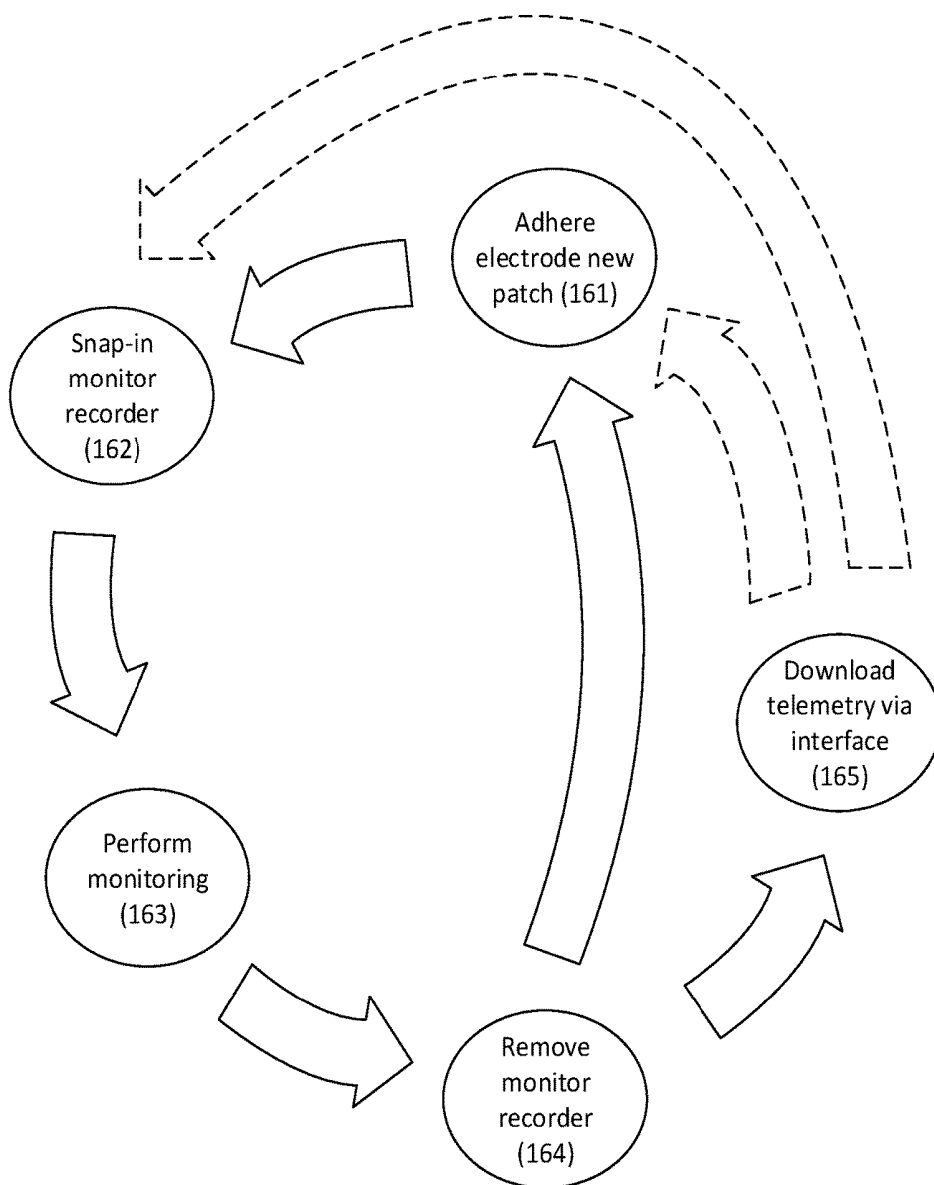 Adhere
electrode new
patch (161)
Snap-in
monitor
recorder
(162)
Download
telemetry via
interface
(165)
Perform
monitoring
(163)
Remove
monitor
recorder
(164)